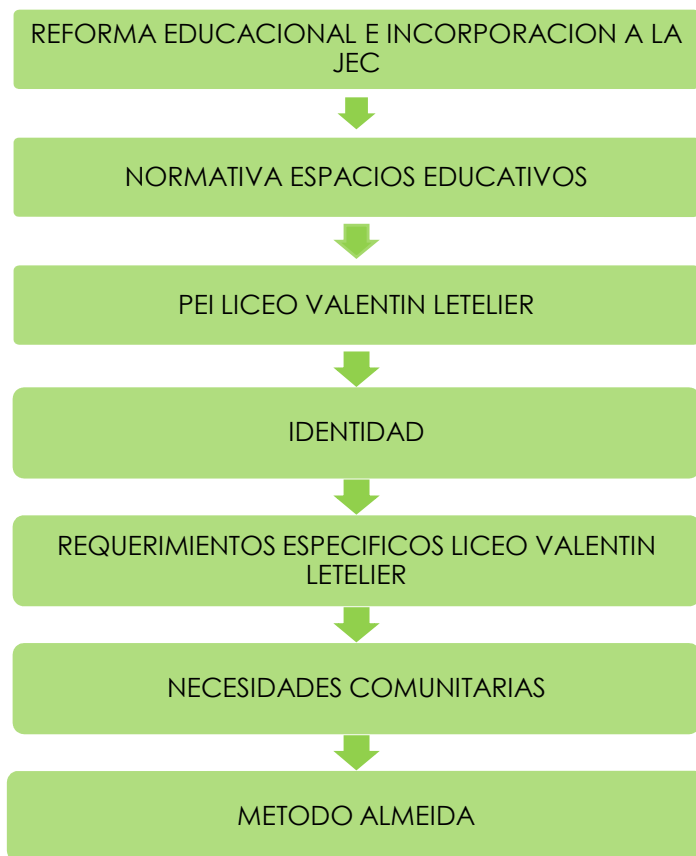 REFORMA EDUCACIONAL E INCORPORACION A LA
JEC
NORMATIVA ESPACIOS EDUCATIVOS
PEI LICEO VALENTIN LETELIER
IDENTIDAD
REQUERIMIENTOS ESPECIFICOS LICEO VALENTIN
LETELIER
NECESIDADES COMUNITARIAS
METODO ALMEIDA